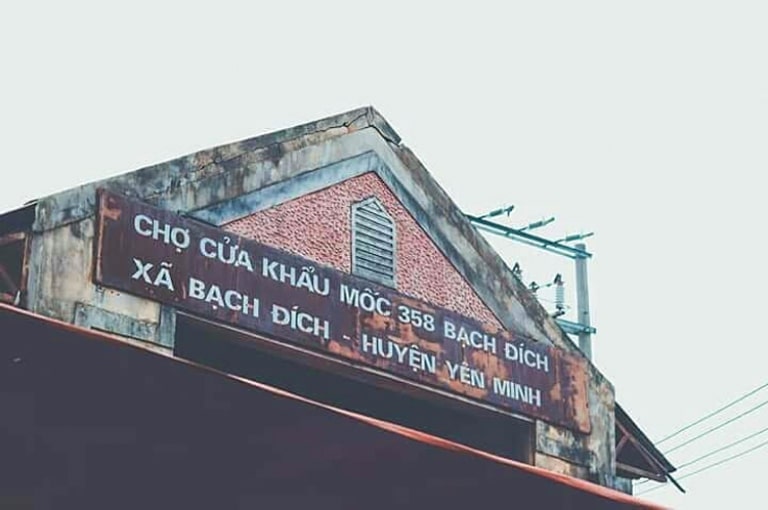 CHỢ CỬA KHẨU MỐC 358 BẠCH ĐÍCH
XÃ BẠCH ĐÍCH - HUYỆN YÊN MINH